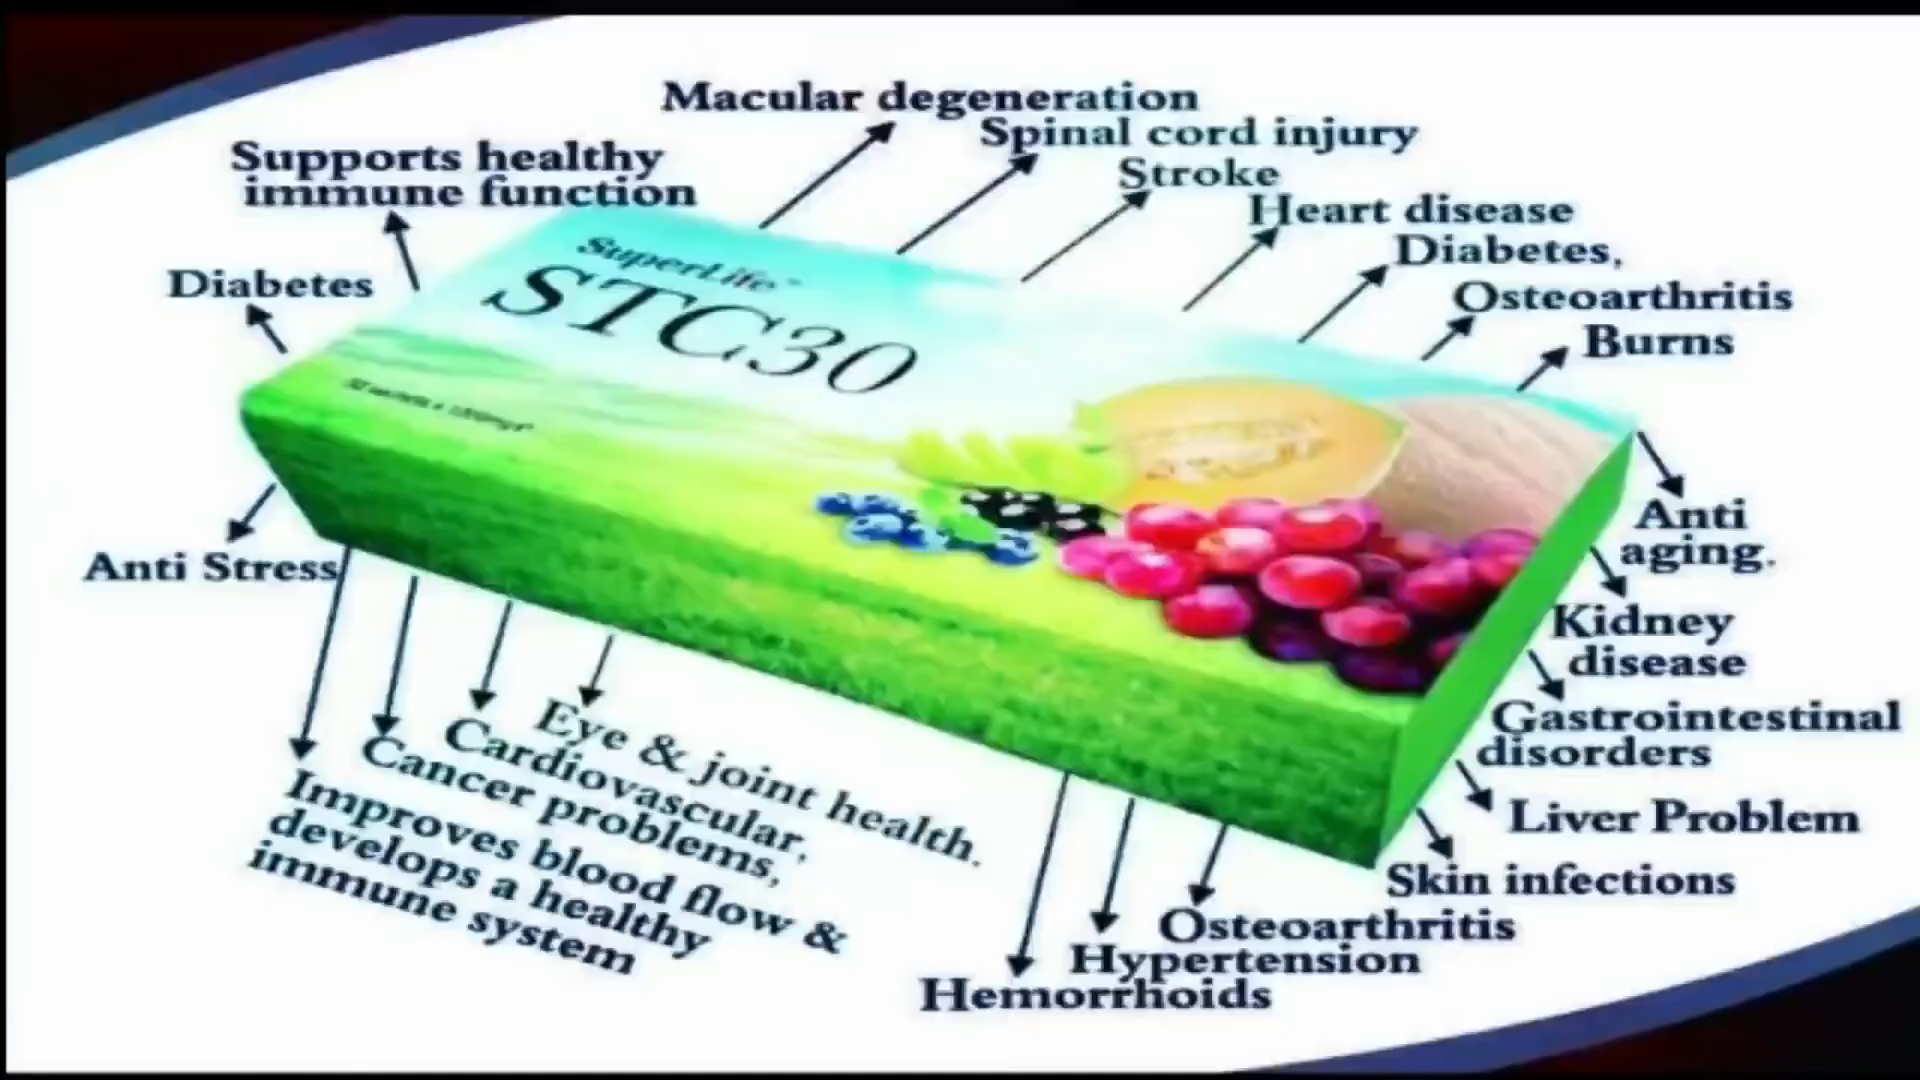 Macular degeneration
Spinal cord injury
Stroke
Heart disease
Diabetes,
Osteoarthritis
Burns
Supports healthy
immune function
Diabetes
SuperLife™
STC30
Anti Stress
Anti
aging.
Kidney
disease
Gastrointestinal
disorders
Liver Problem
Skin infections
Osteoarthritis
Hypertension
Hemorrhoids
Eye & joint health.
Cardiovascular,
Cancer problems,
Improves blood flow &
develops a healthy
immune system